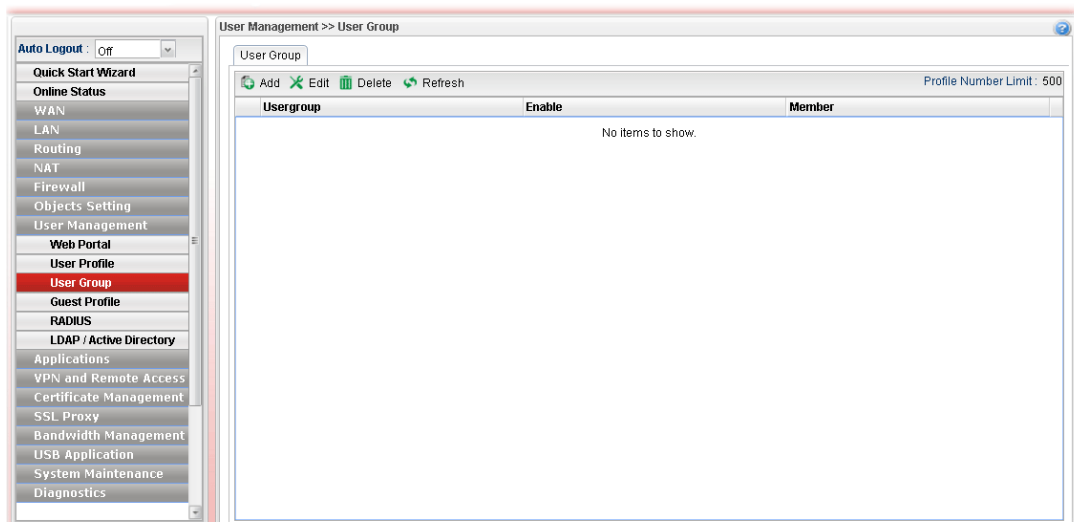 Auto Logout : Off
Quick Start Wizard
Online Status
WAN
LAN
Routing
NAT
Firewall
Objects Setting
User Management
Web Portal
User Profile
User Group
Guest Profile
RADIUS
LDAP / Active Directory
Applications
VPN and Remote Access
Certificate Management
SSL Proxy
Bandwidth Management
USB Application
System Maintenance
Diagnostics
User Management >> User Group
?
User Group
Add Edit Delete Refresh Profile Number Limit : 500
Usergroup Enable Member
No items to show.